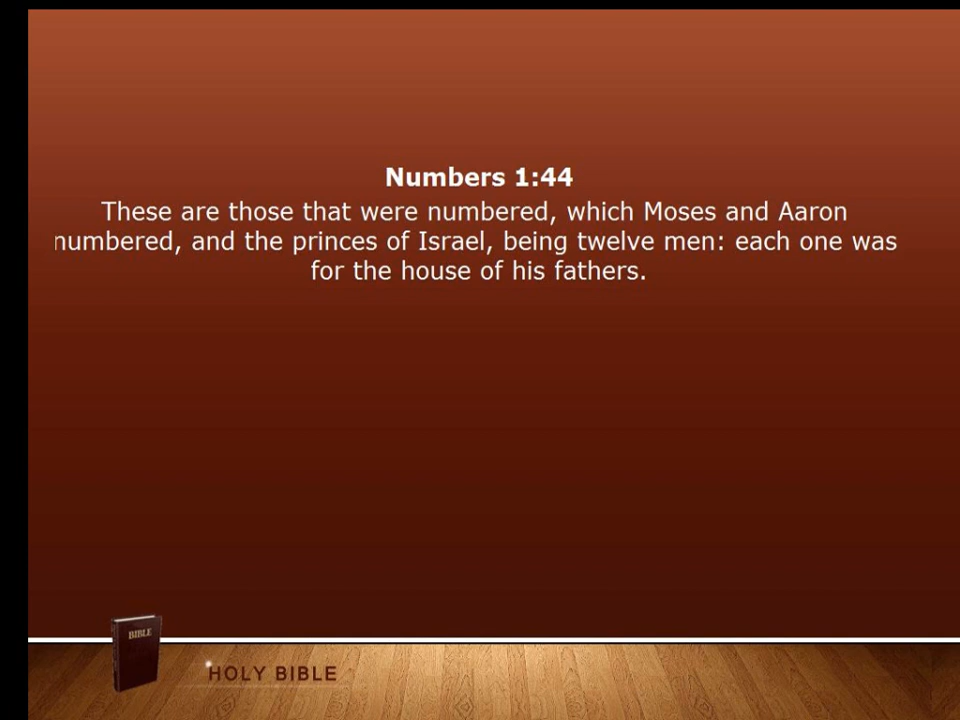 Numbers 1:44
These are those that were numbered, which Moses and Aaron
numbered, and the princes of Israel, being twelve men: each one was
for the house of his fathers.
BIBLE
HOLY BIBLE